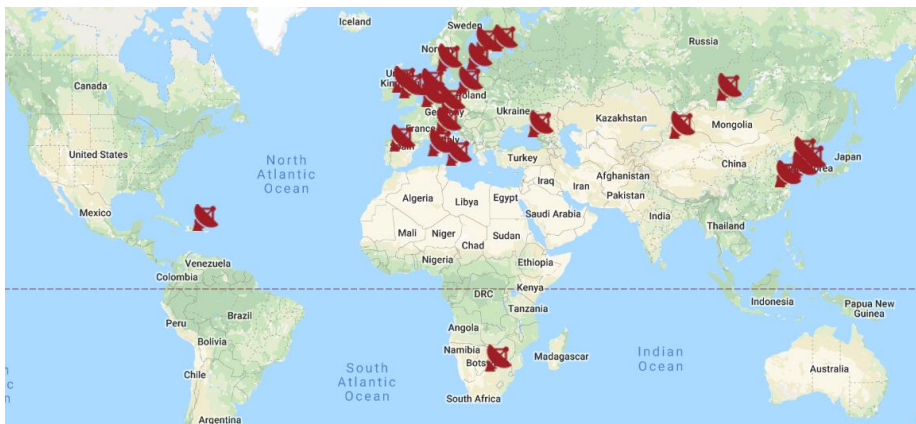 Iceland
Sweden
Russia
Canada
Ukraine
Kazakhstan
Mongolia
France
United States
North
Atlantic
Ocean
Turkey
China
Japan
Afghanistan
Iraq
Iran
Pakistan
Algeria
Libya
Egypt
Mexico
Saudi Arabia
India
Mali
Niger
Chad
Sudan
Thailand
Nigeria
Ethiopia
Venezuela
Colombia
Kenya
DRC
Indonesia
Papua New
Guinea
Tanzania
Peru
Brazil
Angola
Bolivia
Namibia
Madagascar
Indian
Ocean
South
Atlantic
Ocean
Chile
Australia
South Africa
Argentina